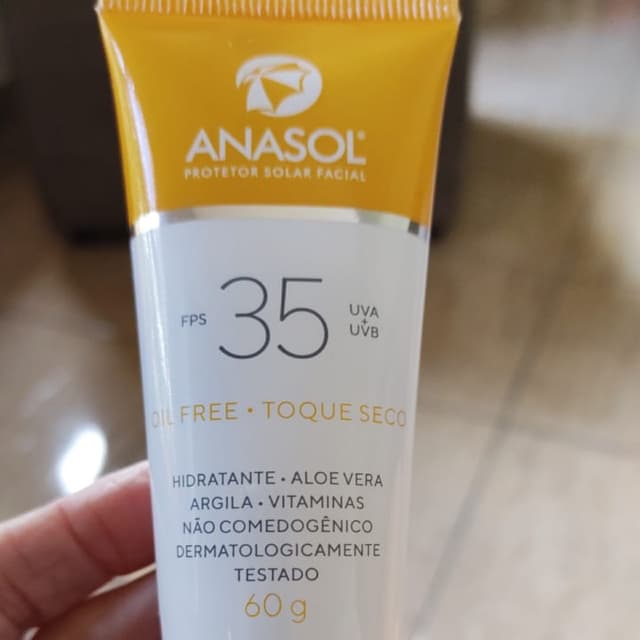 ANASOL®
PROTETOR SOLAR FACIAL
FPS 35 UVA + UVB
OIL FREE • TOQUE SECO
HIDRATANTE • ALOE VERA
ARGILA • VITAMINAS
NÃO COMEDOGÊNICO
DERMATOLOGICAMENTE
TESTADO
60 g